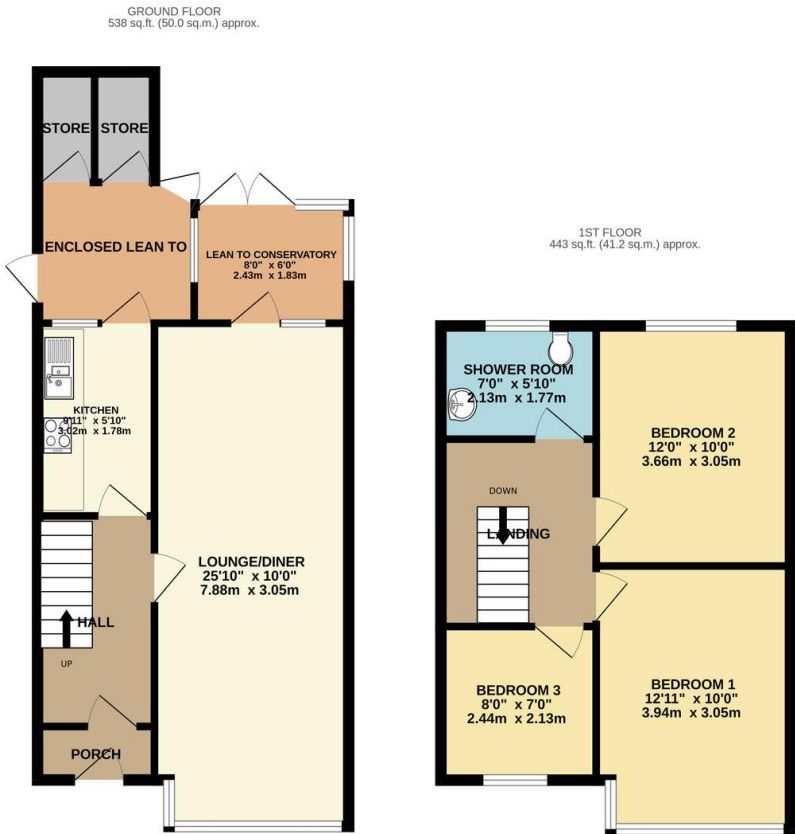 GROUND FLOOR
538 sq.ft. (50.0 sq.m.) approx.
STORE
STORE
ENCLOSED LEAN TO
LEAN TO CONSERVATORY
8'0" x 6'0"
2.43m x 1.83m
KITCHEN
9'11" x 5'10"
3.02m x 1.78m
LOUNGE/DINER
25'10" x 10'0"
7.88m x 3.05m
HALL
UP
PORCH
1ST FLOOR
443 sq.ft. (41.2 sq.m.) approx.
SHOWER ROOM
7'0" x 5'10"
2.13m x 1.77m
BEDROOM 2
12'0" x 10'0"
3.66m x 3.05m
DOWN
LANDING
BEDROOM 3
8'0" x 7'0"
2.44m x 2.13m
BEDROOM 1
12'11" x 10'0"
3.94m x 3.05m